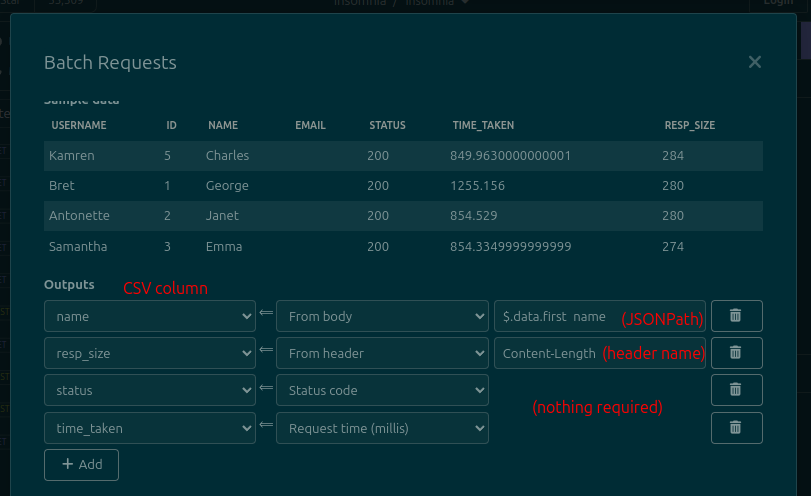 Insomnia / Insomnia
Login
Batch Requests
Sample data
USERNAME ID NAME EMAIL STATUS TIME_TAKEN RESP_SIZE
Kamren 5 Charles 200 849.9630000000001 284
Bret 1 George 200 1255.156 280
Antonette 2 Janet 200 854.529 280
Samantha 3 Emma 200 854.3349999999999 274
Outputs
CSV column
name ⟸ From body $.data.first name (JSONPath)
resp_size ⟸ From header Content-Length (header name)
status ⟸ Status code
(nothing required)
time_taken ⟸ Request time (millis)
+ Add